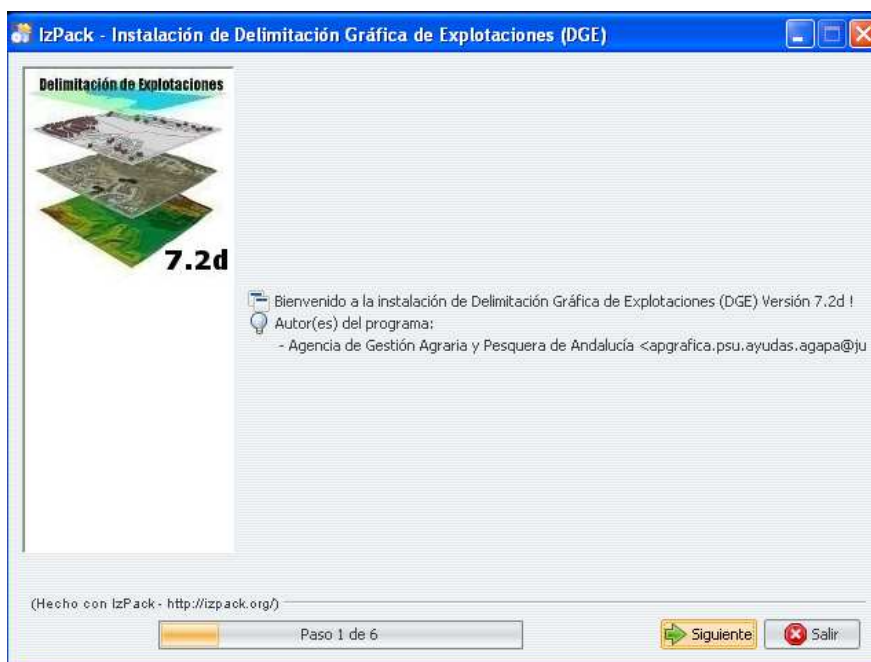 IzPack - Instalación de Delimitación Gráfica de Explotaciones (DGE)
Delimitación de Explotaciones
7.2d
Bienvenido a la instalación de Delimitación Gráfica de Explotaciones (DGE) Versión 7.2d !
Autor(es) del programa:
- Agencia de Gestión Agraria y Pesquera de Andalucía <apgrafica.psu.ayudas.agapa@ju
(Hecho con IzPack - http://izpack.org/)
Paso 1 de 6
Siguiente
Salir